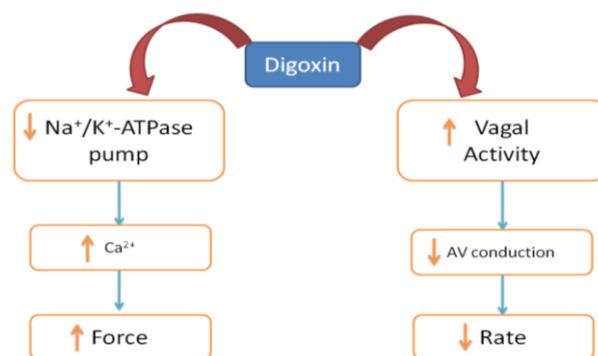 Digoxin
↓ Na⁺/K⁺-ATPase
pump
↑ Ca²⁺
↑ Force
↑ Vagal
Activity
↓ AV conduction
↓ Rate